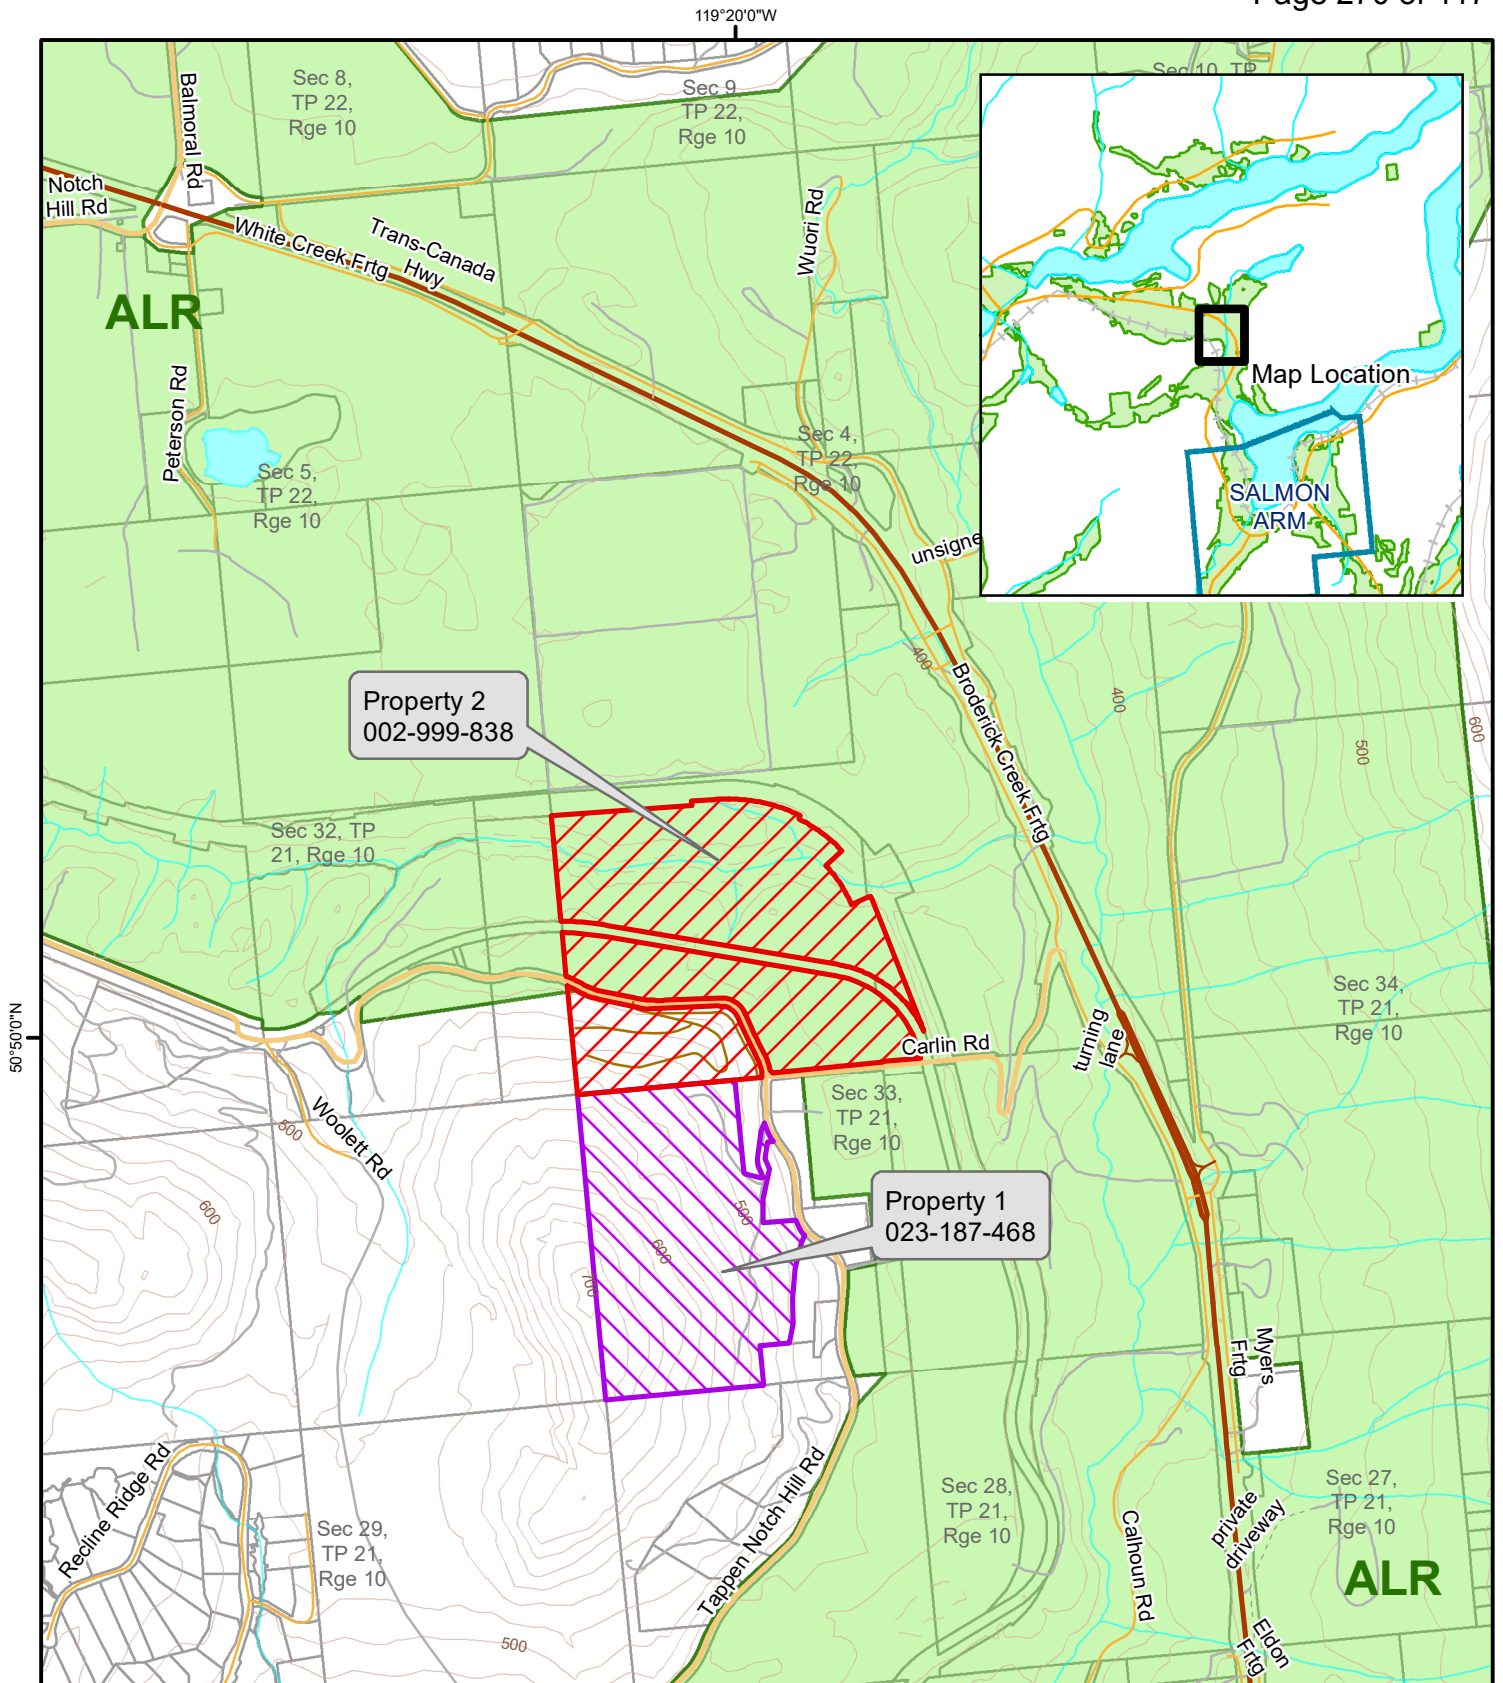 119°20'0"W
Sec 8,
TP 22,
Rge 10
Sec 9,
TP 22,
Rge 10
Sec 10, TP
Balmoral Rd
Notch
Hill Rd
White Creek Frtg
Trans-Canada
Hwy
Wuori Rd
ALR
Peterson Rd
Map Location
SALMON
ARM
Sec 4,
TP 22,
Rge 10
Sec 5,
TP 22,
Rge 10
unsigne
400
Broderick Creek Frtg
400
500
600
Property 2
002-999-838
Sec 32, TP
21, Rge 10
50°50'0"N
Sec 34,
TP 21,
Rge 10
turning
lane
Carlin Rd
Sec 33,
TP 21,
Rge 10
500
Woolett Rd
600
Property 1
023-187-468
500
600
700
Myers
Frtg
Redline Ridge Rd
Tappen Notch Hill Rd
Sec 28,
TP 21,
Rge 10
Sec 27,
TP 21,
Rge 10
private
driveway
Sec 29,
TP 21,
Rge 10
Calhoun Rd
ALR
500
Eldon
Frtg